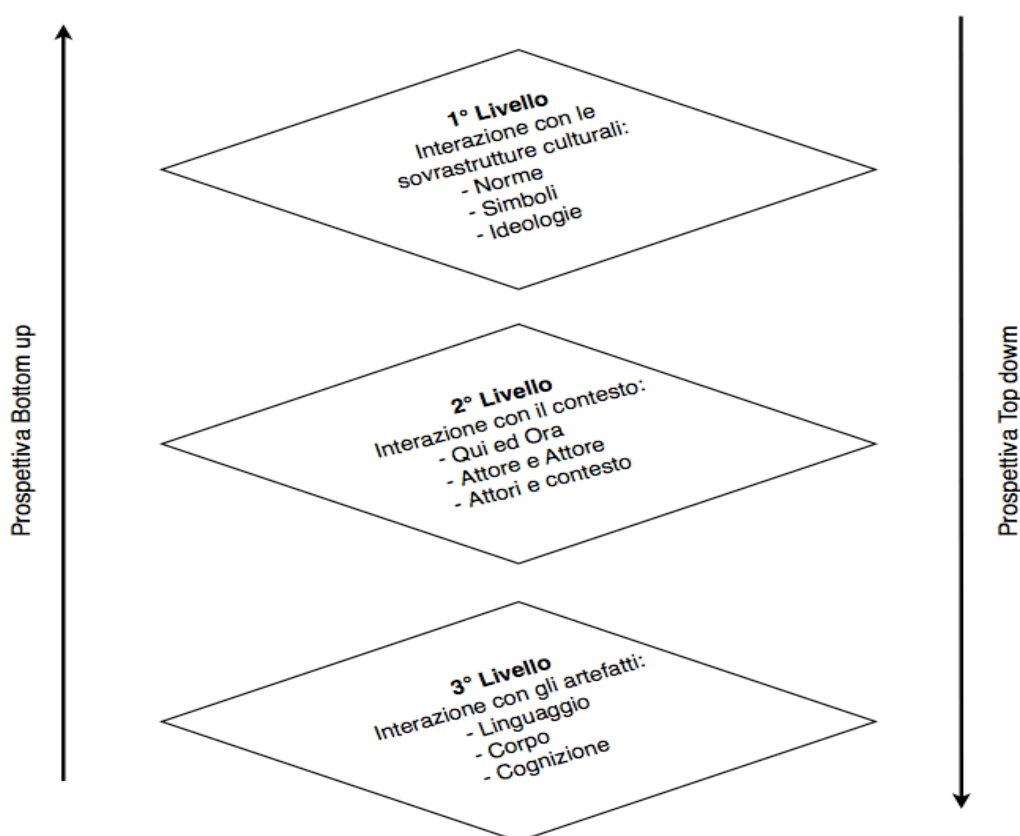 1° Livello
Interazione con le
sovrastrutture culturali:
- Norme
- Simboli
- Ideologie
Prospettiva Bottom up
2° Livello
Interazione con il contesto:
- Qui ed Ora
- Attore e Attore
- Attori e contesto
Prospettiva Top dowm
3° Livello
Interazione con gli artefatti:
- Linguaggio
- Corpo
- Cognizione